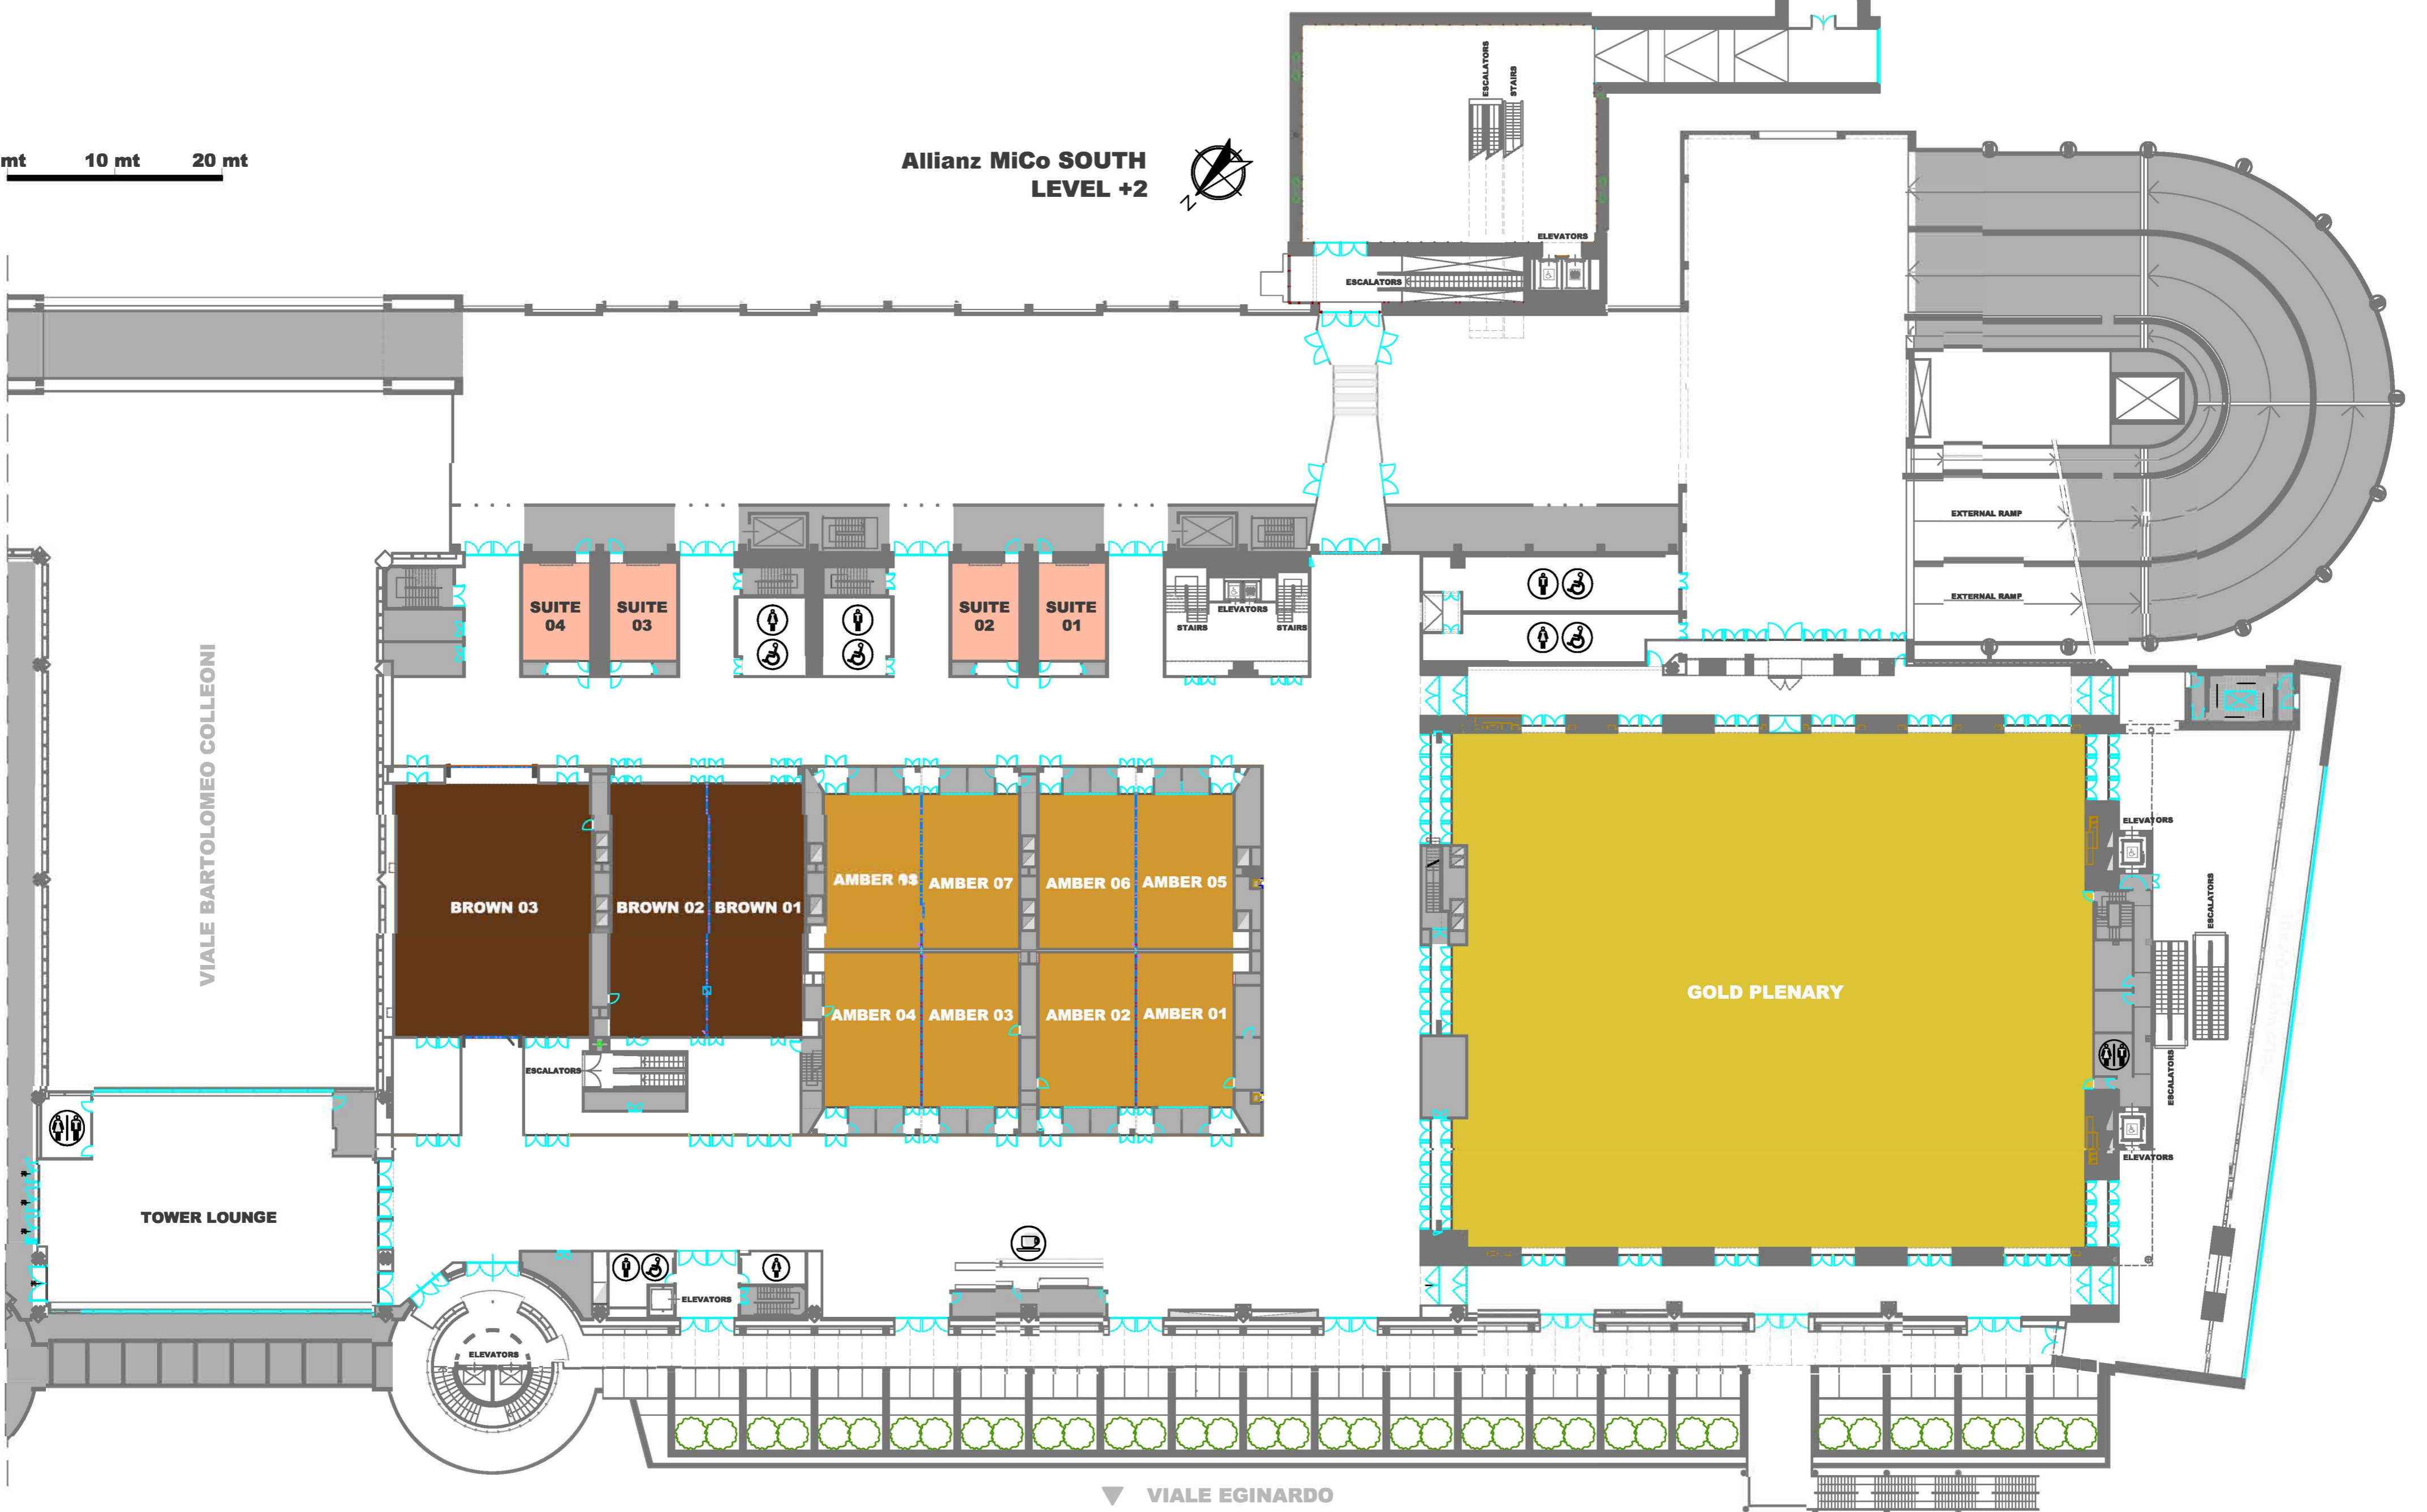 mt 10 mt 20 mt
Allianz MiCo SOUTH
LEVEL +2
N
ESCALATORS
STAIRS
ELEVATORS
ESCALATORS
EXTERNAL RAMP
EXTERNAL RAMP
SUITE
04
SUITE
03
SUITE
02
SUITE
01
ELEVATORS
STAIRS
STAIRS
VIALE BARTOLOMEO COLLEONI
BROWN 03
BROWN 02
BROWN 01
AMBER
AMBER 07
AMBER 06
AMBER 05
AMBER 04
AMBER 03
AMBER 02
AMBER 01
GOLD PLENARY
ELEVATORS
ESCALATORS
ESCALATORS
ELEVATORS
ESCALATORS
TOWER LOUNGE
ELEVATORS
ELEVATORS
VIALE EGINARDO